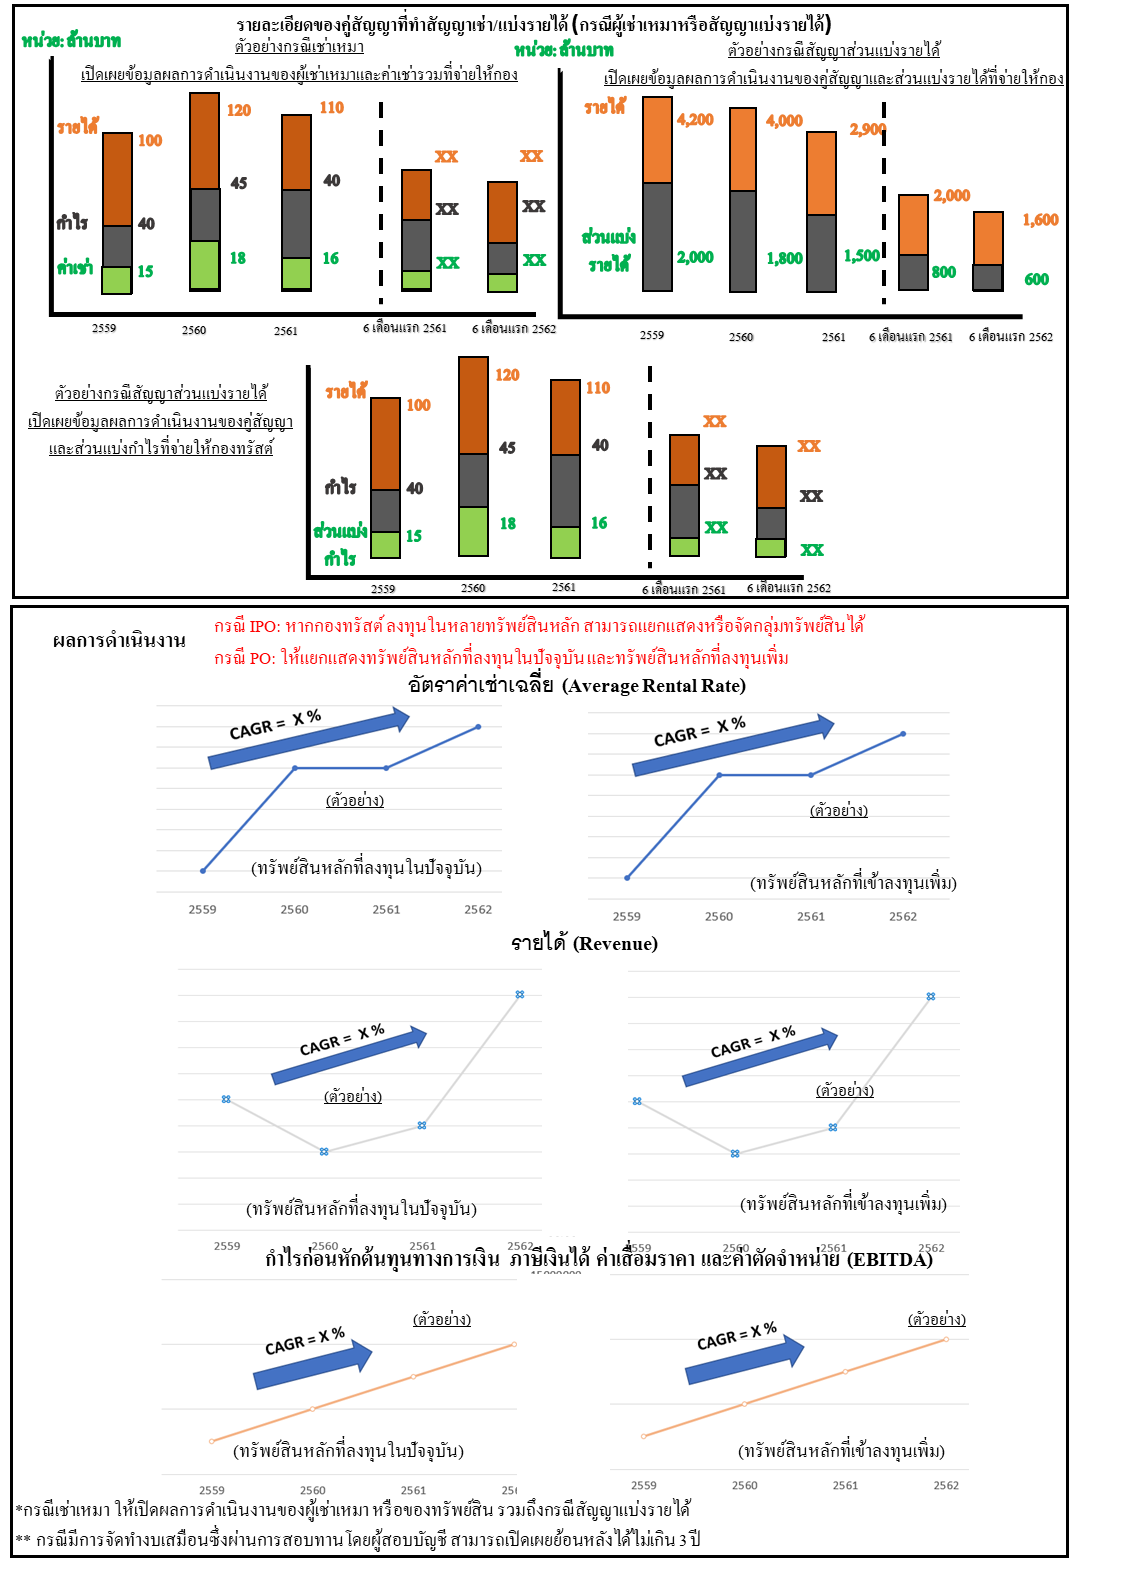 รายละเอียดของคู่สัญญาที่ทำสัญญาเช่า/แบ่งรายได้ (กรณีผู้เช่าเหมาหรือสัญญาแบ่งรายได้)
หน่วย: ล้านบาท
ตัวอย่างกรณีเช่าเหมา
เปิดเผยข้อมูลผลการดำเนินงานของผู้เช่าเหมาและค่าเช่ารวมที่จ่ายให้กอง
รายได้
100
120
110
XX
XX
กำไร
40
45
40
XX
XX
ค่าเช่า
15
18
16
XX
XX
2559
2560
2561
6 เดือนแรก 2561
6 เดือนแรก 2562
หน่วย: ล้านบาท
ตัวอย่างกรณีสัญญาส่วนแบ่งรายได้
เปิดเผยข้อมูลผลการดำเนินงานของคู่สัญญาและส่วนแบ่งรายได้ที่จ่ายให้กอง
รายได้
4,200
4,000
2,900
2,000
1,600
ส่วนแบ่ง
รายได้
2,000
1,800
1,500
800
600
2559
2560
2561
6 เดือนแรก 2561
6 เดือนแรก 2562
ตัวอย่างกรณีสัญญาส่วนแบ่งรายได้
เปิดเผยข้อมูลผลการดำเนินงานของคู่สัญญา
และส่วนแบ่งกำไรที่จ่ายให้กองทรัสต์
รายได้
100
120
110
XX
XX
กำไร
40
45
40
XX
XX
ส่วนแบ่ง
กำไร
15
18
16
XX
XX
2559
2560
2561
6 เดือนแรก 2561
6 เดือนแรก 2562
ผลการดำเนินงาน
กรณี IPO: หากกองทรัสต์ ลงทุนในหลายทรัพย์สินหลัก สามารถแยกแสดงหรือจัดกลุ่มทรัพย์สินได้
กรณี PO: ให้แยกแสดงทรัพย์สินหลักที่ลงทุนในปัจจุบัน และทรัพย์สินหลักที่ลงทุนเพิ่ม
อัตราค่าเช่าเฉลี่ย (Average Rental Rate)
CAGR = X %
(ตัวอย่าง)
(ทรัพย์สินหลักที่ลงทุนในปัจจุบัน)
2559 2560 2561 2562
CAGR = X %
(ตัวอย่าง)
(ทรัพย์สินหลักที่เข้าลงทุนเพิ่ม)
2559 2560 2561 2562
รายได้ (Revenue)
CAGR = X %
(ตัวอย่าง)
(ทรัพย์สินหลักที่ลงทุนในปัจจุบัน)
2559 2560 2561 2562
CAGR = X %
(ตัวอย่าง)
(ทรัพย์สินหลักที่เข้าลงทุนเพิ่ม)
2559 2560 2561 2562
กำไรก่อนหักต้นทุนทางการเงิน ภาษีเงินได้ ค่าเสื่อมราคา และค่าตัดจำหน่าย (EBITDA)
CAGR = X %
(ตัวอย่าง)
(ทรัพย์สินหลักที่ลงทุนในปัจจุบัน)
2559 2560 2561
CAGR = X %
(ตัวอย่าง)
(ทรัพย์สินหลักที่เข้าลงทุนเพิ่ม)
2559 2560 2561 2562
*กรณีเช่าเหมา ให้เปิดผลการดำเนินงานของผู้เช่าเหมา หรือของทรัพย์สิน รวมถึงกรณีสัญญาแบ่งรายได้
** กรณีมีการจัดทำงบเสมือนซึ่งผ่านการสอบทานโดยผู้สอบบัญชี สามารถเปิดเผยย้อนหลังได้ไม่เกิน 3 ปี